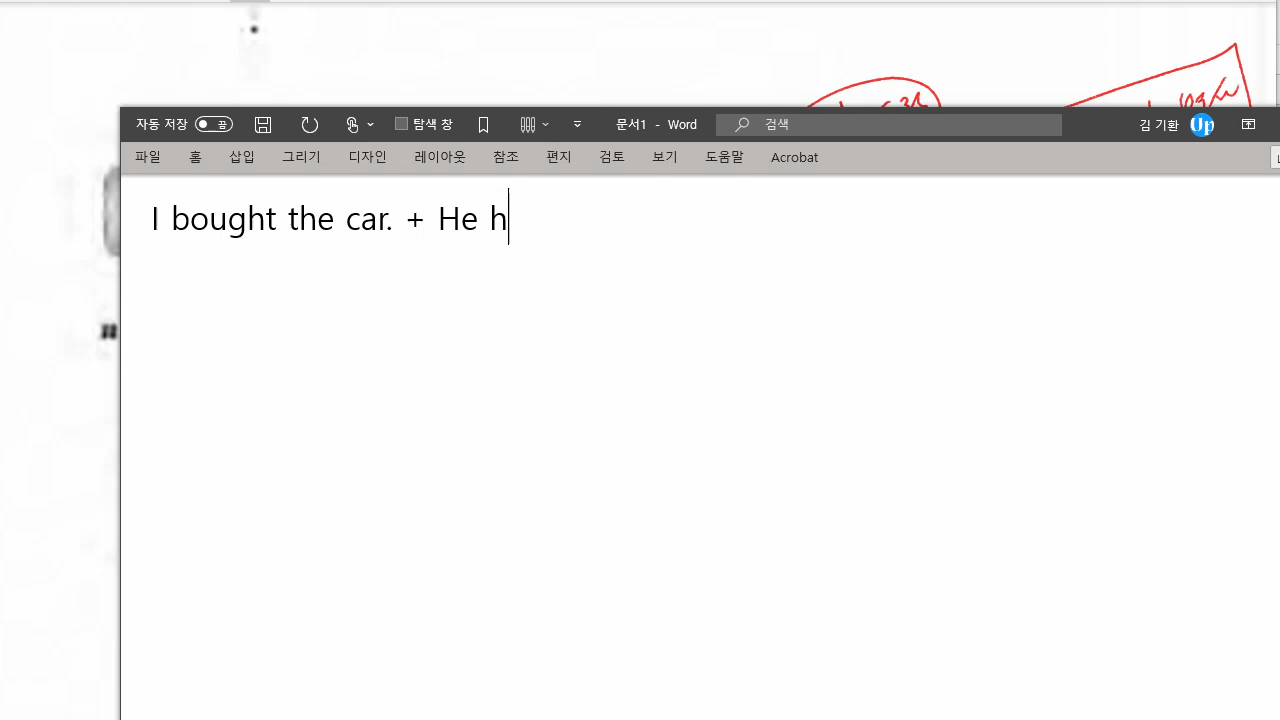 자동 저장 끔 탐색 창 문서1 - Word 검색 김 기환 Up
파일 홈 삽입 그리기 디자인 레이아웃 참조 편지 검토 보기 도움말 Acrobat
I bought the car. + He h
"